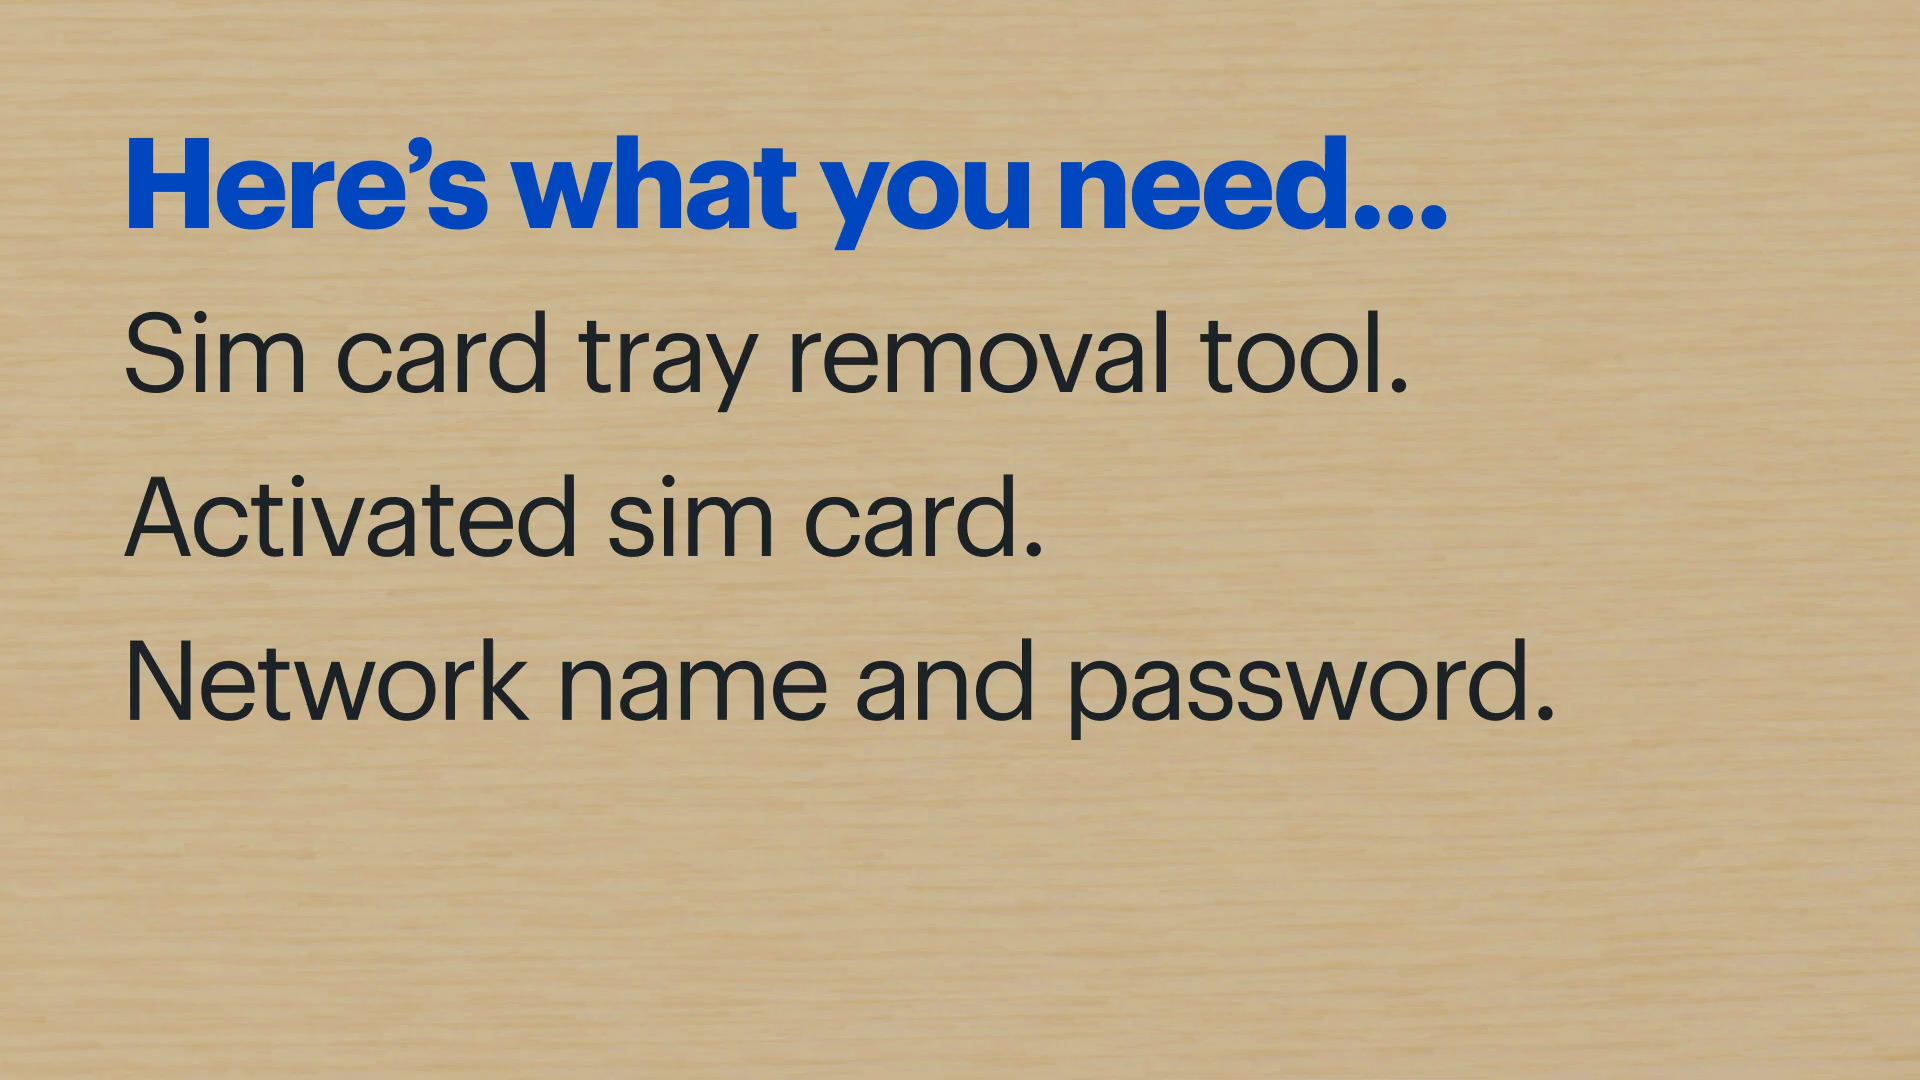 Here’s what you need...
Sim card tray removal tool.
Activated sim card.
Network name and password.